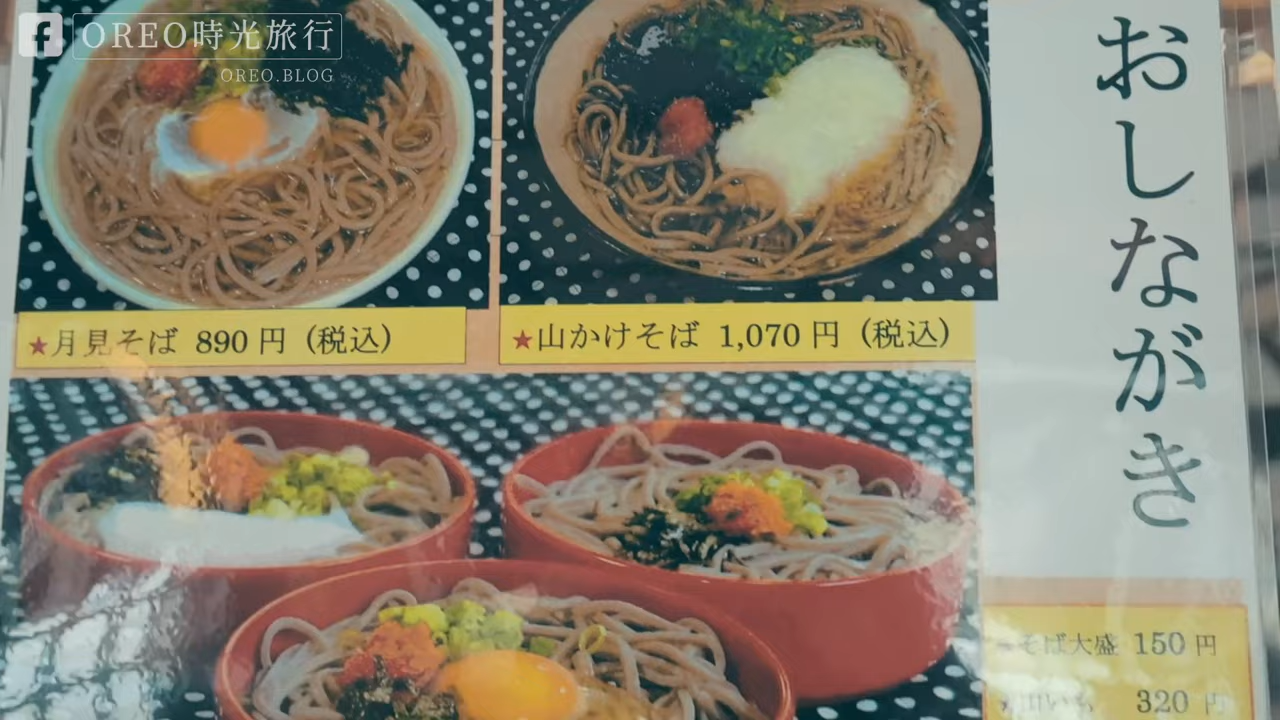 OREO時光旅行
OREO.BLOG
おしながき
★月見そば 890円（税込）
★山かけそば 1,070円（税込）
そば大盛 150円
320円